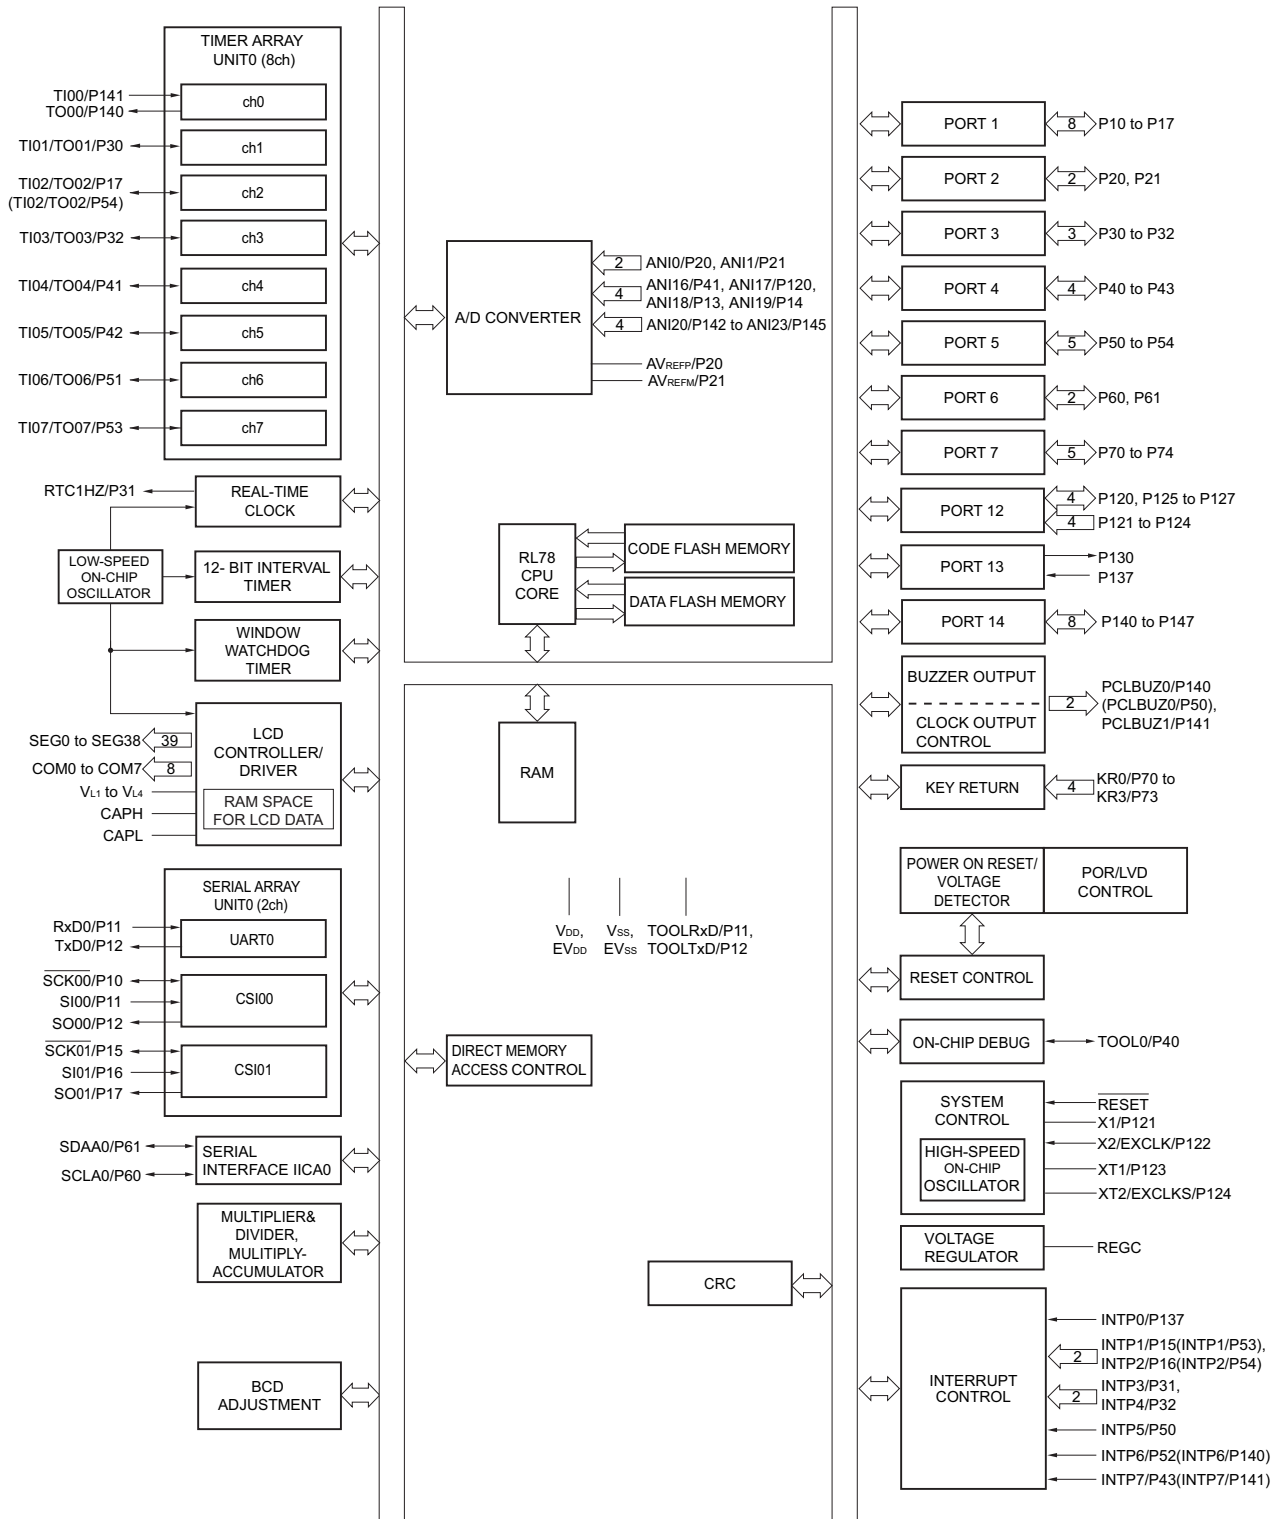 TIMER ARRAY
UNIT0 (8ch)
TI00/P141
TO00/P140
ch0
TI01/TO01/P30
ch1
TI02/TO02/P17
(TI02/TO02/P54)
ch2
TI03/TO03/P32
ch3
TI04/TO04/P41
ch4
TI05/TO05/P42
ch5
TI06/TO06/P51
ch6
TI07/TO07/P53
ch7
RTC1HZ/P31
REAL-TIME
CLOCK
LOW-SPEED
ON-CHIP
OSCILLATOR
12- BIT INTERVAL
TIMER
WINDOW
WATCHDOG
TIMER
SEG0 to SEG38
39
COM0 to COM7
8
VL1 to VL4
CAPH
CAPL
LCD
CONTROLLER/
DRIVER
RAM SPACE
FOR LCD DATA
SERIAL ARRAY
UNIT0 (2ch)
RxD0/P11
TxD0/P12
UART0
SCK00/P10
SI00/P11
SO00/P12
CSI00
SCK01/P15
SI01/P16
SO01/P17
CSI01
SDAA0/P61
SCLA0/P60
SERIAL
INTERFACE IICA0
MULTIPLIER&
DIVIDER,
MULITIPLY-
ACCUMULATOR
BCD
ADJUSTMENT
A/D CONVERTER
2
ANI0/P20, ANI1/P21
4
ANI16/P41, ANI17/P120,
ANI18/P13, ANI19/P14
4
ANI20/P142 to ANI23/P145
AVREFP/P20
AVREFM/P21
RL78
CPU
CORE
CODE FLASH MEMORY
DATA FLASH MEMORY
RAM
VDD,
EVDD
VSS,
EVSS
TOOLRxD/P11,
TOOLTxD/P12
DIRECT MEMORY
ACCESS CONTROL
CRC
PORT 1
8
P10 to P17
PORT 2
2
P20, P21
PORT 3
3
P30 to P32
PORT 4
4
P40 to P43
PORT 5
5
P50 to P54
PORT 6
2
P60, P61
PORT 7
5
P70 to P74
PORT 12
4
P120, P125 to P127
4
P121 to P124
PORT 13
P130
P137
PORT 14
8
P140 to P147
BUZZER OUTPUT
CLOCK OUTPUT
CONTROL
2
PCLBUZ0/P140
(PCLBUZ0/P50),
PCLBUZ1/P141
KEY RETURN
4
KR0/P70 to
KR3/P73
POWER ON RESET/
VOLTAGE
DETECTOR
POR/LVD
CONTROL
RESET CONTROL
ON-CHIP DEBUG
TOOL0/P40
SYSTEM
CONTROL
HIGH-SPEED
ON-CHIP
OSCILLATOR
RESET
X1/P121
X2/EXCLK/P122
XT1/P123
XT2/EXCLKS/P124
VOLTAGE
REGULATOR
REGC
INTERRUPT
CONTROL
INTP0/P137
2
INTP1/P15(INTP1/P53),
INTP2/P16(INTP2/P54)
2
INTP3/P31,
INTP4/P32
INTP5/P50
INTP6/P52(INTP6/P140)
INTP7/P43(INTP7/P141)